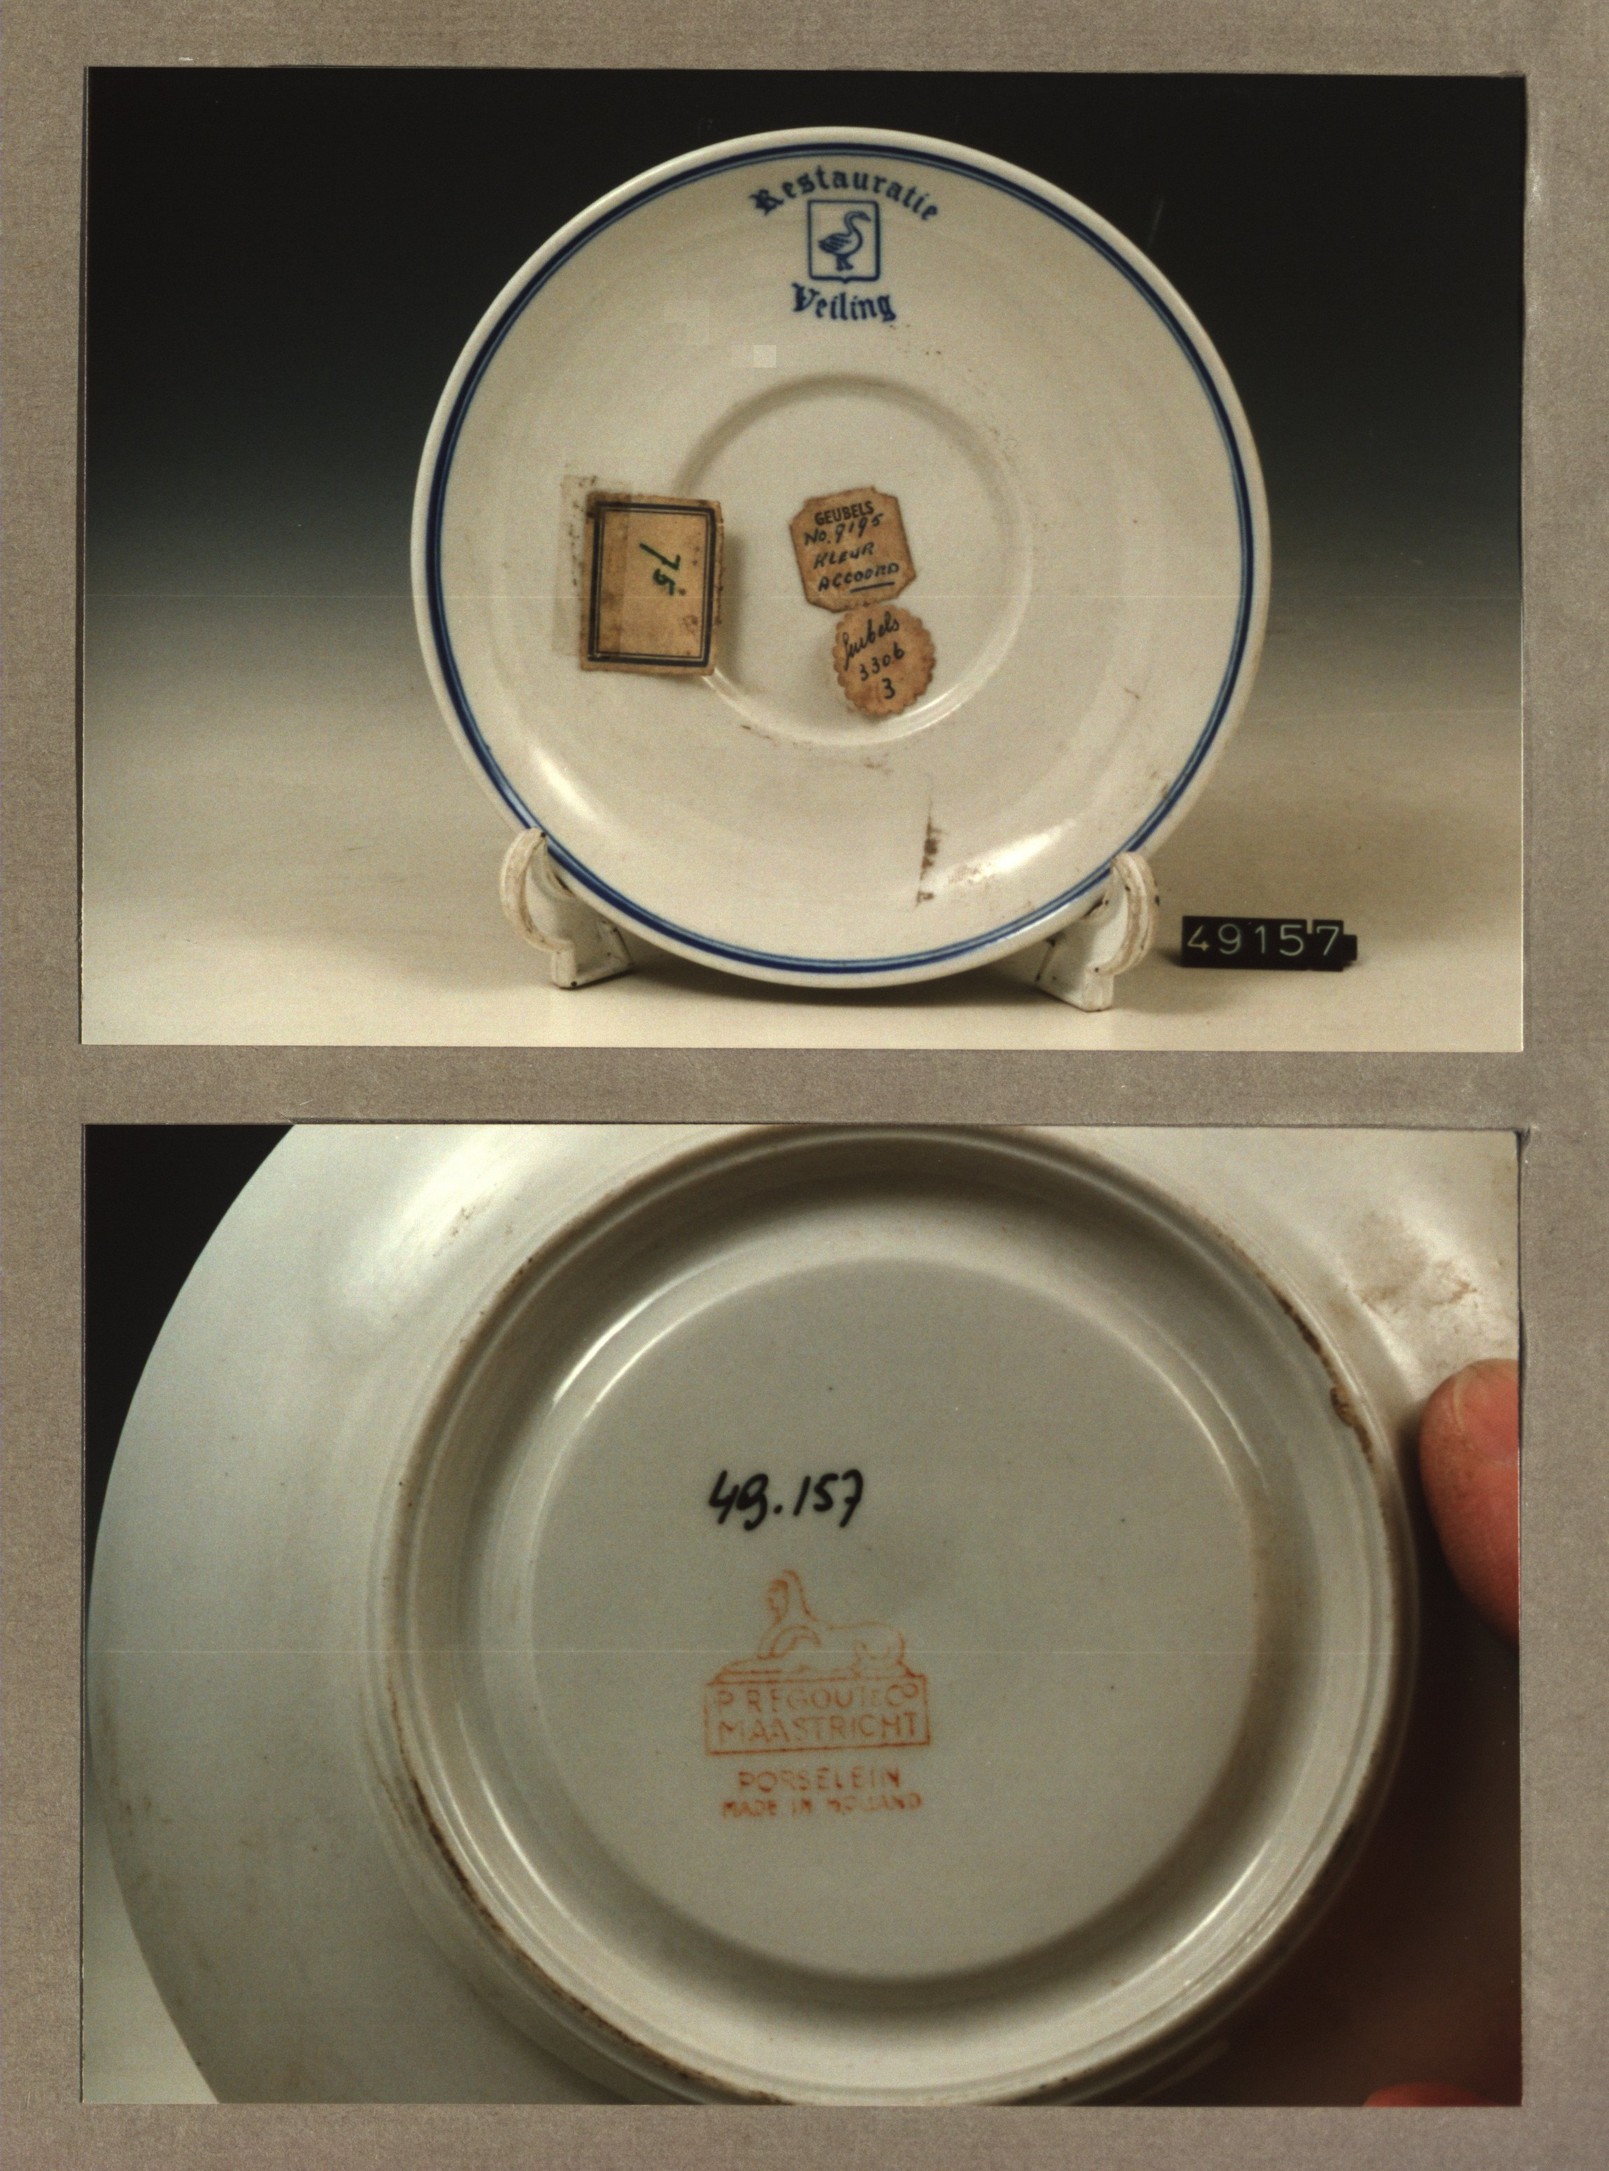 Restauratie
Veiling
75
GEUBELS
No. 9195
KLEUR
ACCOORD
Geubels
3306
3
49157
49.157
P. REGOUT & Co
MAASTRICHT
PORSELEIN
MADE IN HOLLAND